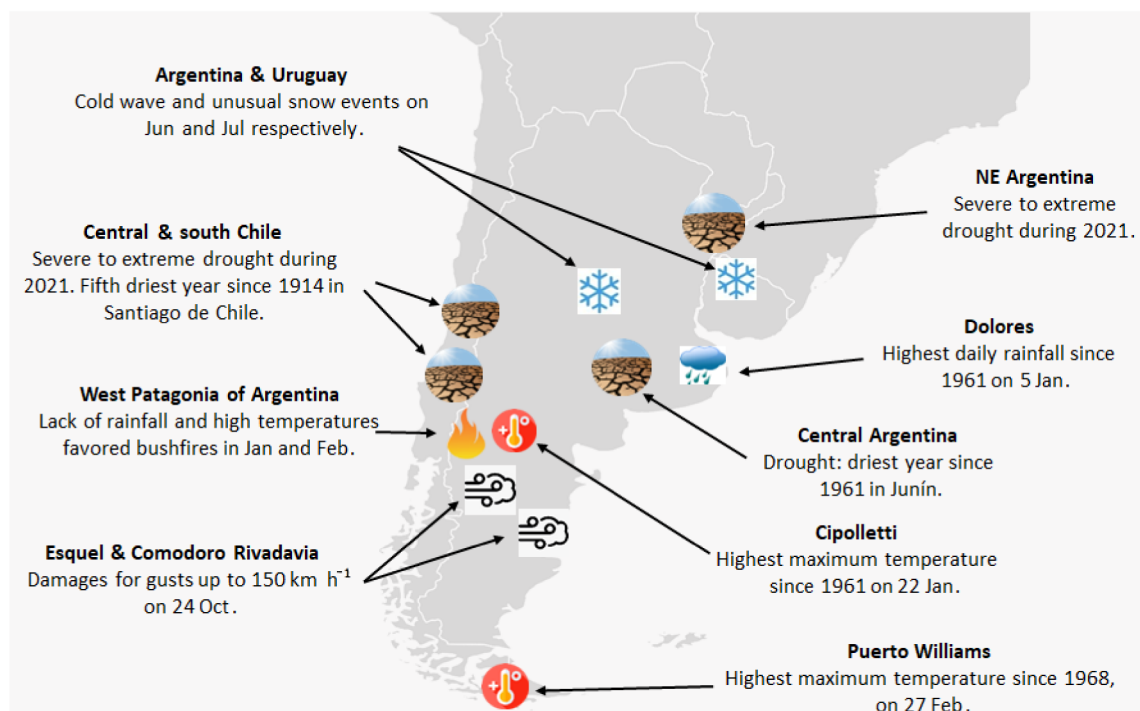 Argentina & Uruguay
Cold wave and unusual snow events on
Jun and Jul respectively.
NE Argentina
Severe to extreme
drought during 2021.
Central & south Chile
Severe to extreme drought during
2021. Fifth driest year since 1914 in
Santiago de Chile.
Dolores
Highest daily rainfall since
1961 on 5 Jan.
West Patagonia of Argentina
Lack of rainfall and high temperatures
favored bushfires in Jan and Feb.
Central Argentina
Drought: driest year since
1961 in Junín.
Esquel & Comodoro Rivadavia
Damages for gusts up to 150 km h⁻¹
on 24 Oct.
Cipolletti
Highest maximum temperature
since 1961 on 22 Jan.
Puerto Williams
Highest maximum temperature since 1968,
on 27 Feb.